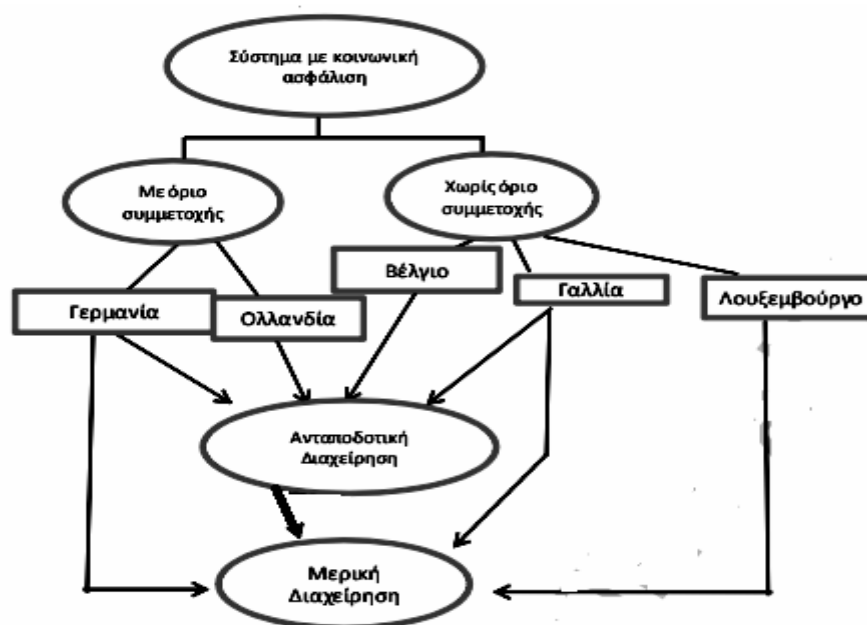 Σύστημα με κοινωνική
ασφάλιση
Με όριο
συμμετοχής
Χωρίς όριο
συμμετοχής
Γερμανία
Ολλανδία
Βέλγιο
Γαλλία
Λουξεμβούργο
Ανταποδοτική
Διαχείρηση
Μερική
Διαχείρηση